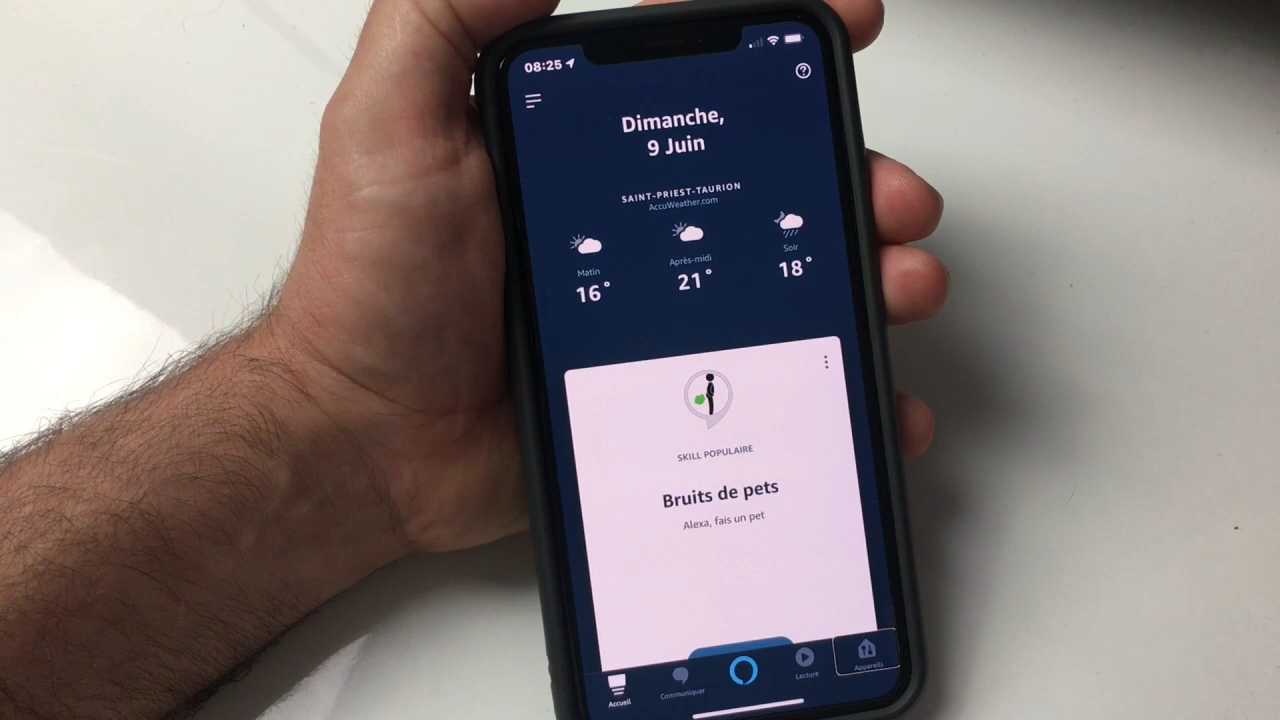 08:25
Dimanche,
9 Juin
SAINT-PRIEST-TAURION
AccuWeather.com
Matin
16°
Après-midi
21°
Soir
18°
SKILL POPULAIRE
Bruits de pets
Alexa, fais un pet
Accueil
Communiquer
Lecture
Appareils